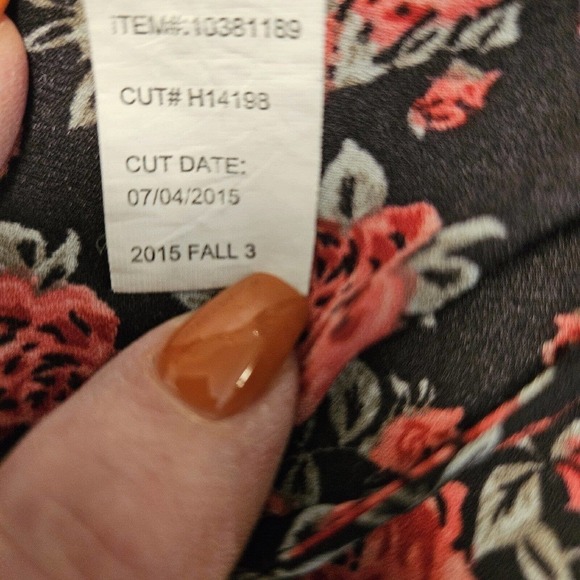 ITEM#:10381189
CUT# H14198
CUT DATE:
07/04/2015
2015 FALL 3